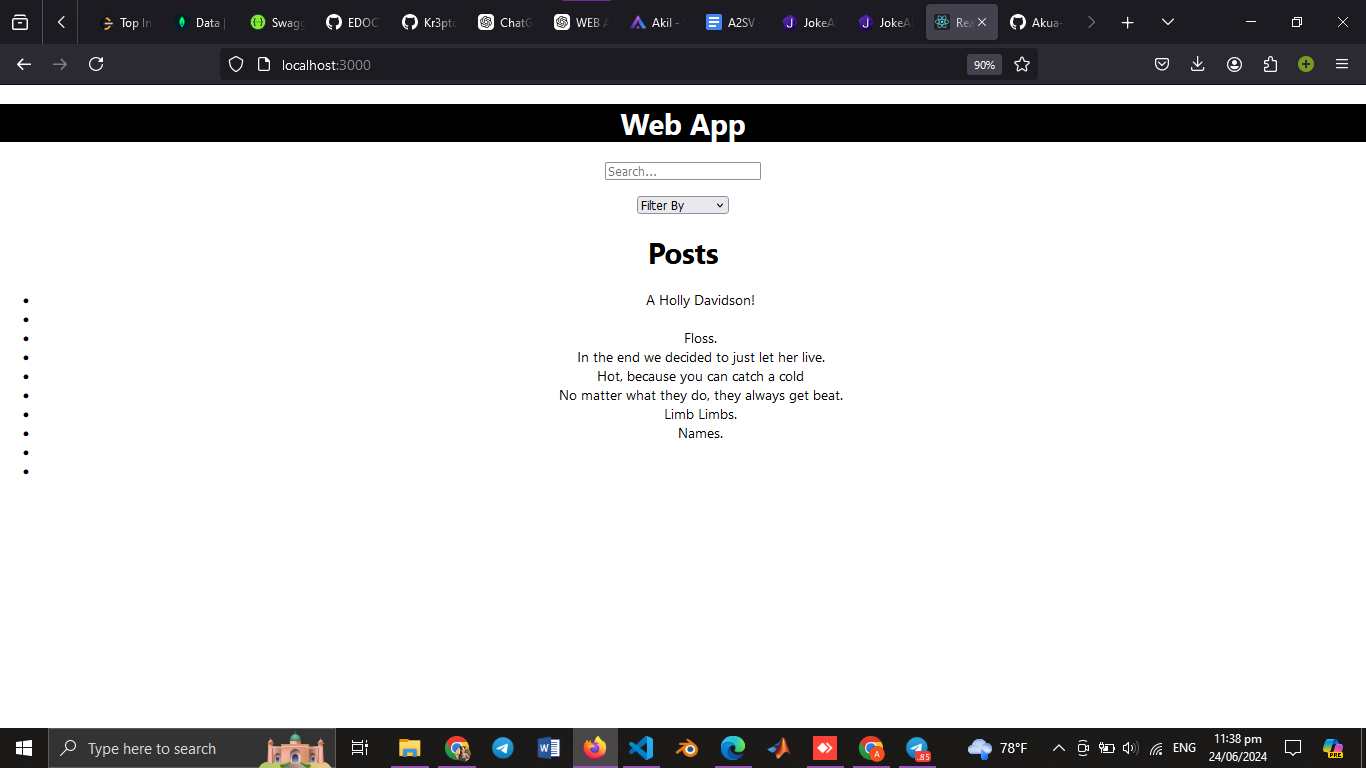 Top In
Data |
Swagg
EDOC
Kr3pto
ChatG
WEB A
Akil -
A2SV
JokeAP
JokeAP
Rea
Akua-
localhost:3000
90%
Web App
Search...
Filter By
Posts
A Holly Davidson!
Floss.
In the end we decided to just let her live.
Hot, because you can catch a cold
No matter what they do, they always get beat.
Limb Limbs.
Names.
Type here to search
85
78°F
ENG
11:38 pm
24/06/2024
PRE